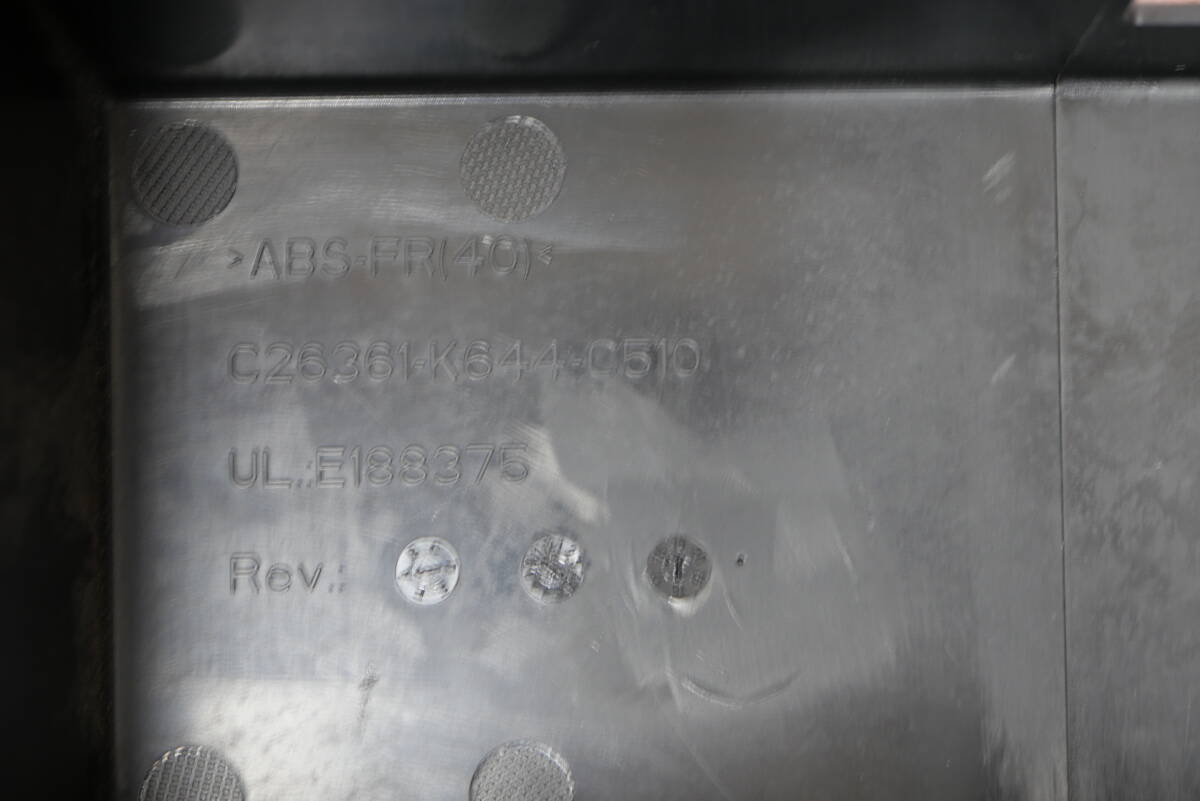 >ABS-FR(40)<
C26361-K644-C510
UL.:E188375
Rev.: